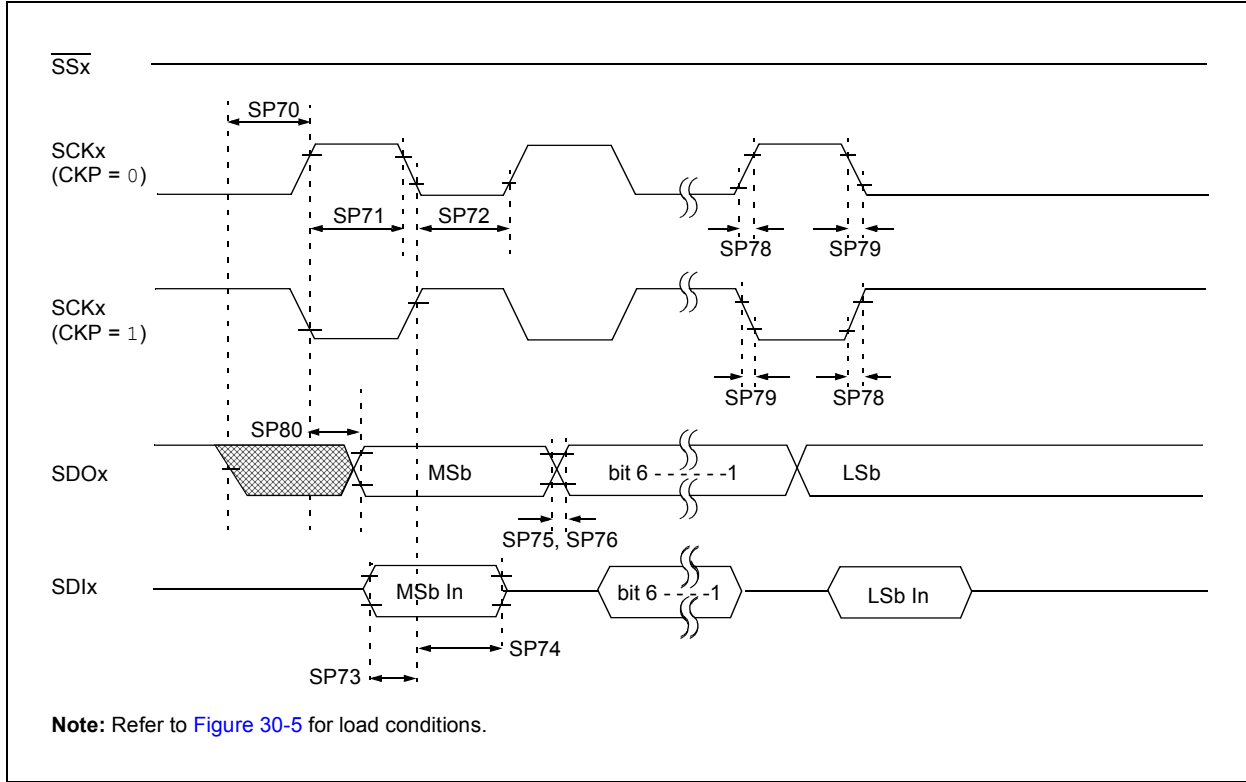 SSx
SP70
SCKx
(CKP = 0)
SP71
SP72
SP78
SP79
SCKx
(CKP = 1)
SP79
SP78
SP80
SDOx
MSb
bit 6 - - - - - -1
LSb
SP75, SP76
SDIx
MSb In
bit 6 - - - -1
LSb In
SP74
SP73
Note: Refer to Figure 30-5 for load conditions.